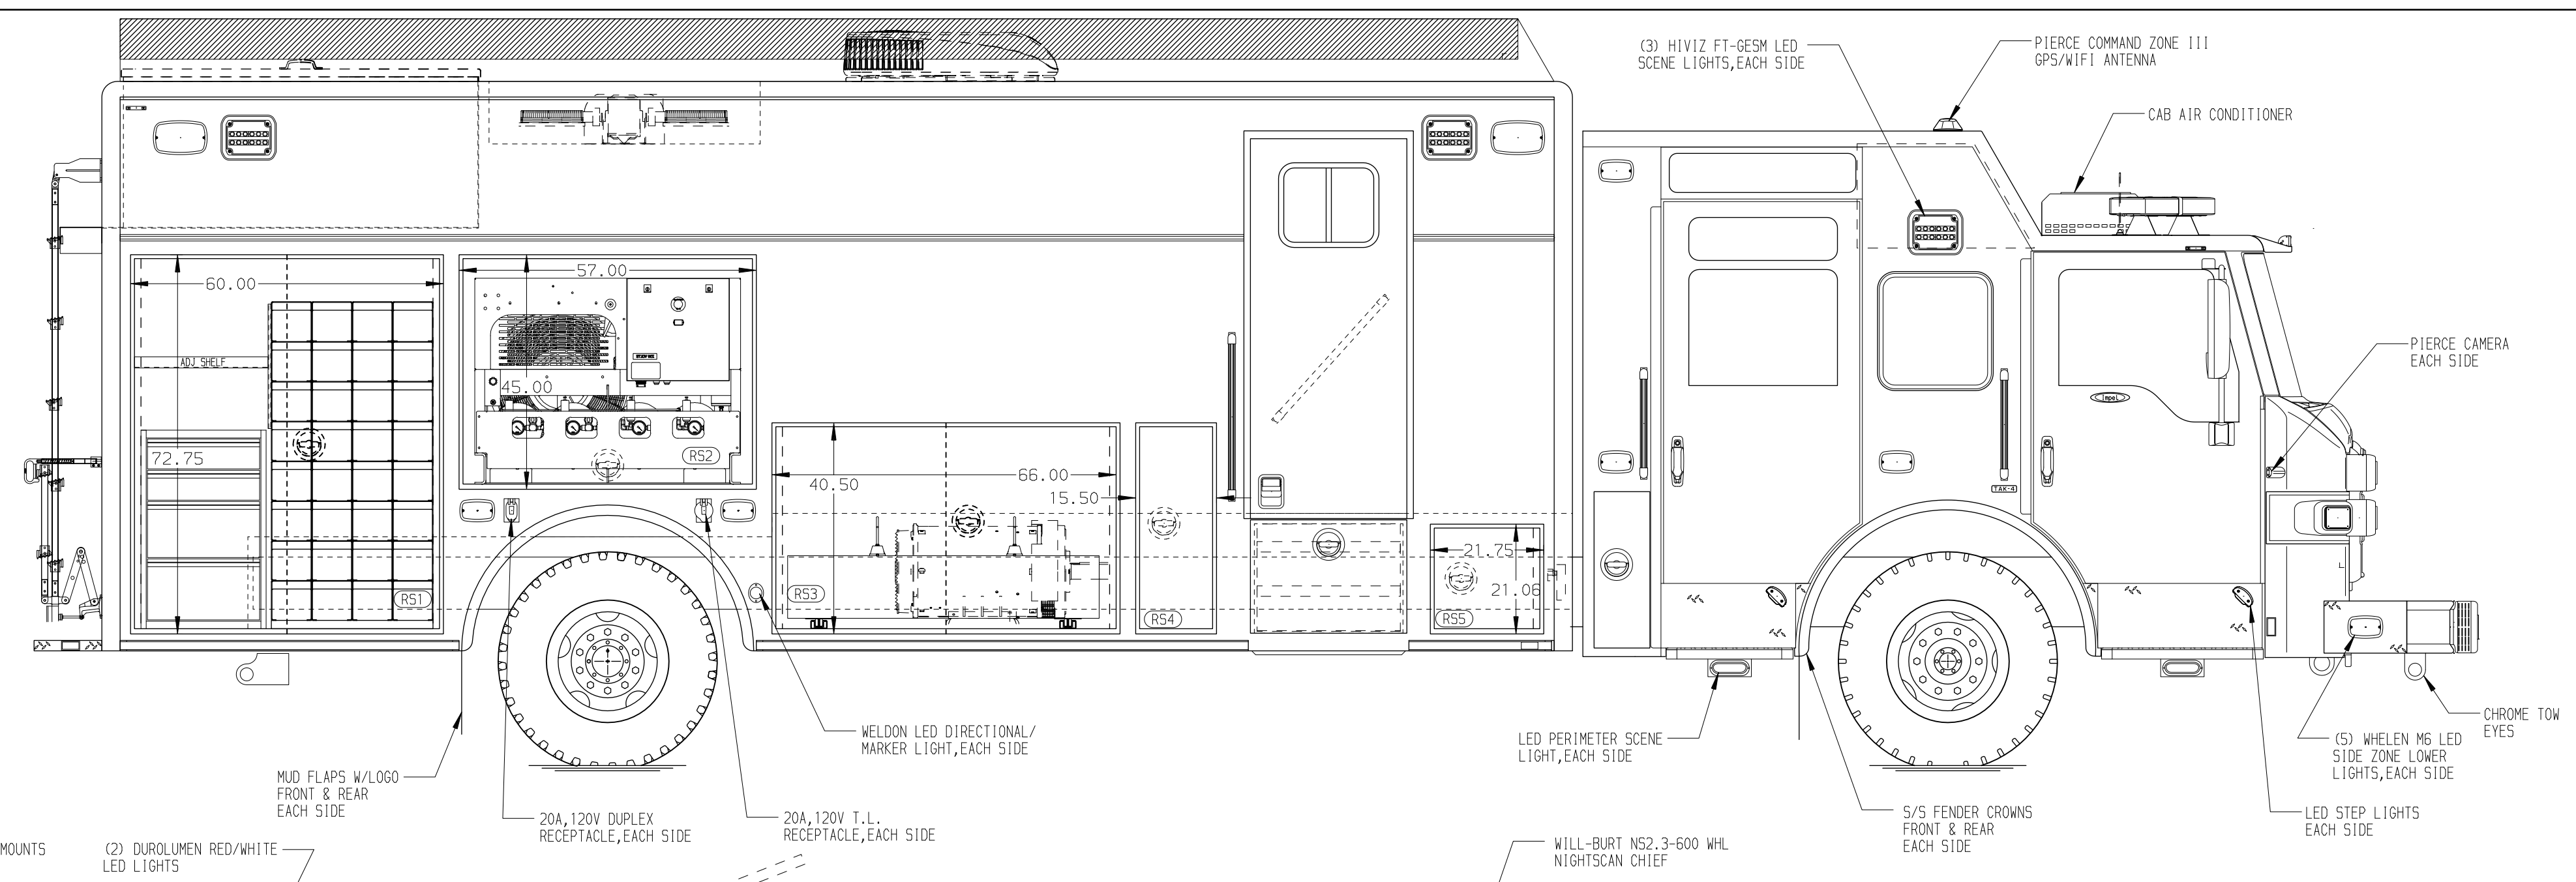 (3) HIVIZ FT-GESM LED
SCENE LIGHTS,EACH SIDE
PIERCE COMMAND ZONE III
GPS/WIFI ANTENNA
CAB AIR CONDITIONER
PIERCE CAMERA
EACH SIDE
60.00
57.00
ADJ SHELF
45.00
72.75
RS2
66.00
40.50
15.50
Impel
TAK-4
21.75
21.06
RS1
RS3
RS4
RS5
WELDON LED DIRECTIONAL/
MARKER LIGHT,EACH SIDE
LED PERIMETER SCENE
LIGHT,EACH SIDE
CHROME TOW
EYES
(5) WHELEN M6 LED
SIDE ZONE LOWER
LIGHTS,EACH SIDE
MUD FLAPS W/LOGO
FRONT & REAR
EACH SIDE
20A,120V DUPLEX
RECEPTACLE,EACH SIDE
20A,120V T.L.
RECEPTACLE,EACH SIDE
S/S FENDER CROWNS
FRONT & REAR
EACH SIDE
LED STEP LIGHTS
EACH SIDE
MOUNTS
(2) DUROLUMEN RED/WHITE
LED LIGHTS
WILL-BURT NS2.3-600 WHL
NIGHTSCAN CHIEF